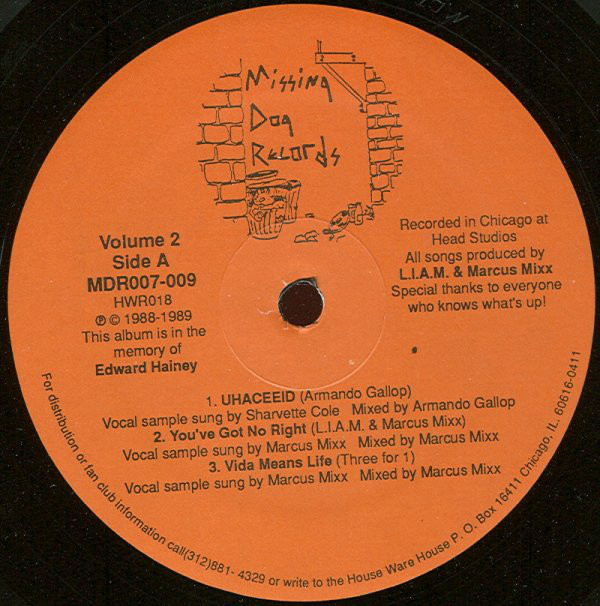 Missing
Dog
Records
Volume 2
Side A
MDR007-009
HWR018
℗ © 1988-1989
This album is in the
memory of
Edward Hainey
Recorded in Chicago at
Head Studios
All songs produced by
L.I.A.M. & Marcus Mixx
Special thanks to everyone
who knows what's up!
1. UHACEEID (Armando Gallop)
Vocal sample sung by Sharvette Cole Mixed by Armando Gallop
2. You've Got No Right (L.I.A.M. & Marcus Mixx)
Vocal sample sung by Marcus Mixx Mixed by Marcus Mixx
3. Vida Means Life (Three for 1)
Vocal sample sung by Marcus Mixx Mixed by Marcus Mixx
For distribution or fan club information call(312)881- 4329 or write to the House Ware House P. O. Box 16411 Chicago, IL. 60616-0411